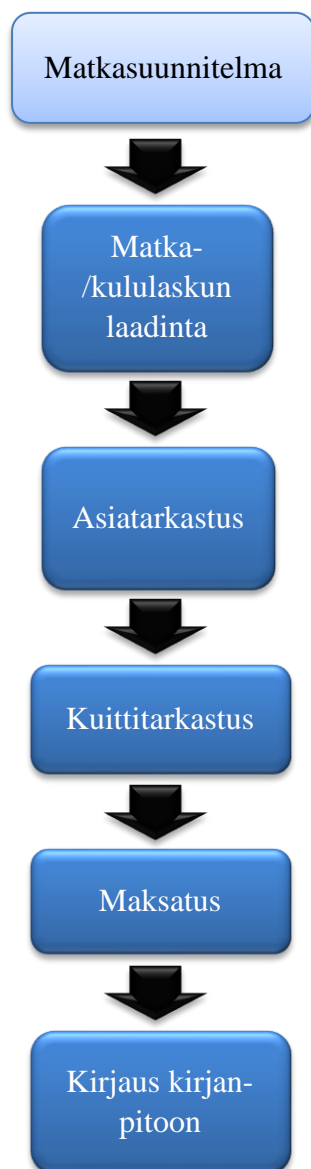 Matkasuunnitelma
Matka-
/kululaskun
laadinta
Asiatarkastus
Kuittitarkastus
Maksatus
Kirjaus kirjan-
pitoon